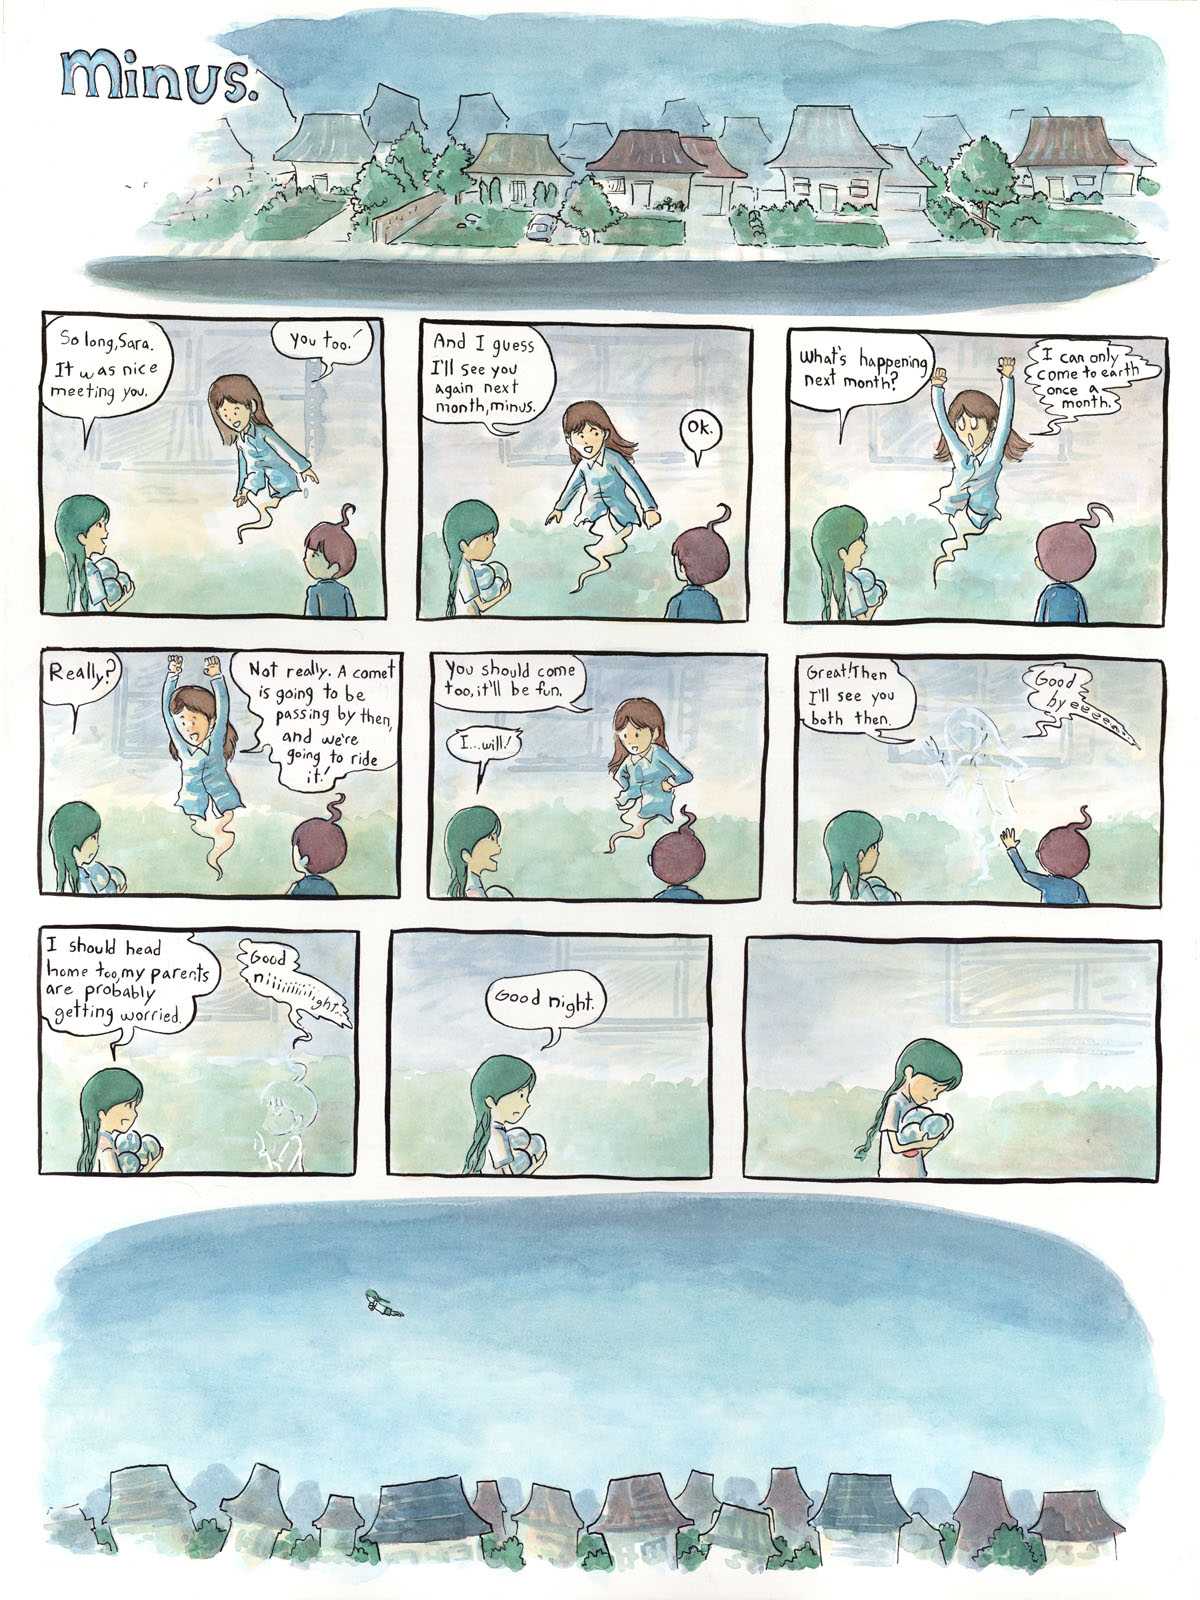 minus.
So long, Sara.
It was nice
meeting you.
you too!
And I guess
I'll see you
again next
month, minus.
OK.
What's happening
next month?
I can only
come to earth
once a
month.
Really?
Not really. A comet
is going to be
passing by then,
and we're
going to ride
it!
You should come
too, it'll be fun.
I...will!
Great! Then
I'll see you
both then.
Good
byeeeee...
I should head
home too, my parents
are probably
getting worried.
Good
niiiiiiiiiight...
Good night.